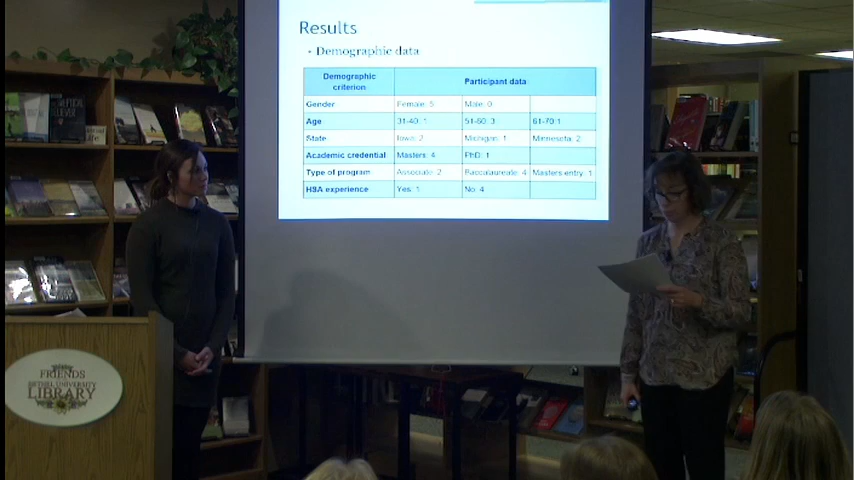 Results
• Demographic data
Demographic criterion Participant data
Gender Female: 5 Male: 0
Age 31-40: 1 51-60: 3 61-70:1
State Iowa: 2 Michigan: 1 Minnesota: 2
Academic credential Masters: 4 PhD: 1
Type of program Associate: 2 Baccalaureate: 4 Masters entry: 1
HSA experience Yes: 1 No: 4
FRIENDS
OF THE
BETHEL UNIVERSITY
LIBRARY